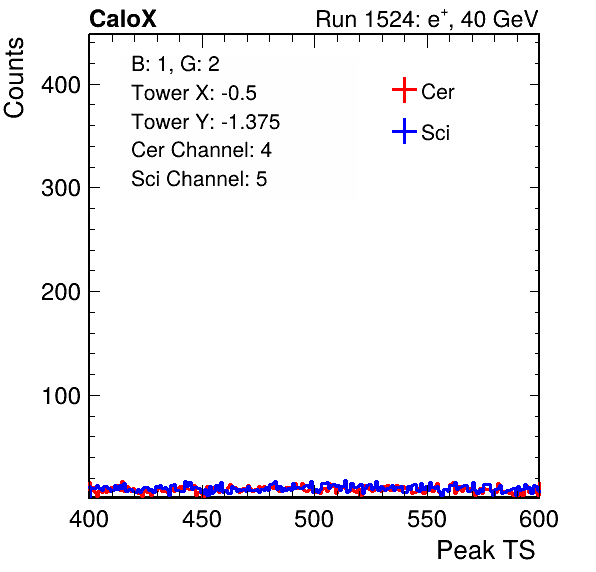 CaloX
Run 1524: e+, 40 GeV
Counts
B: 1, G: 2
Tower X: -0.5
Tower Y: -1.375
Cer Channel: 4
Sci Channel: 5
Cer
Sci
400
300
200
100
400 450 500 550 600
Peak TS